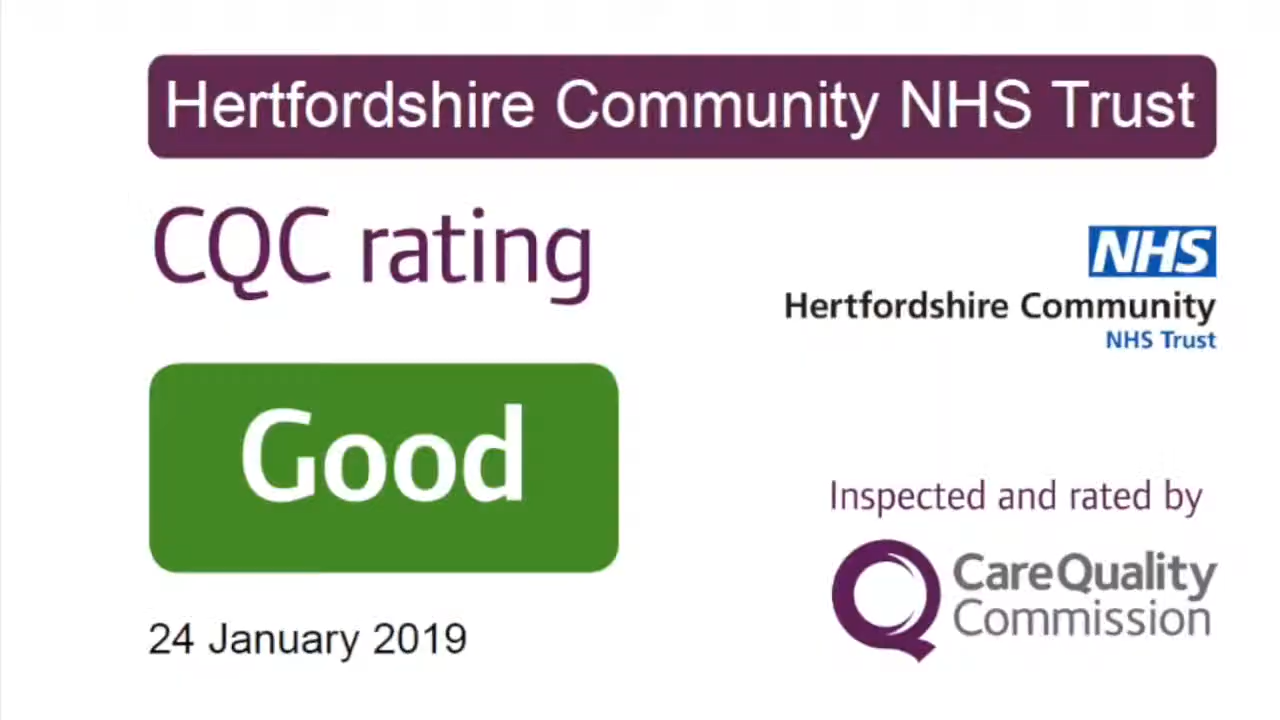 Hertfordshire Community NHS Trust
CQC rating
NHS
Hertfordshire Community
NHS Trust
Good
Inspected and rated by
CareQuality
Commission
24 January 2019